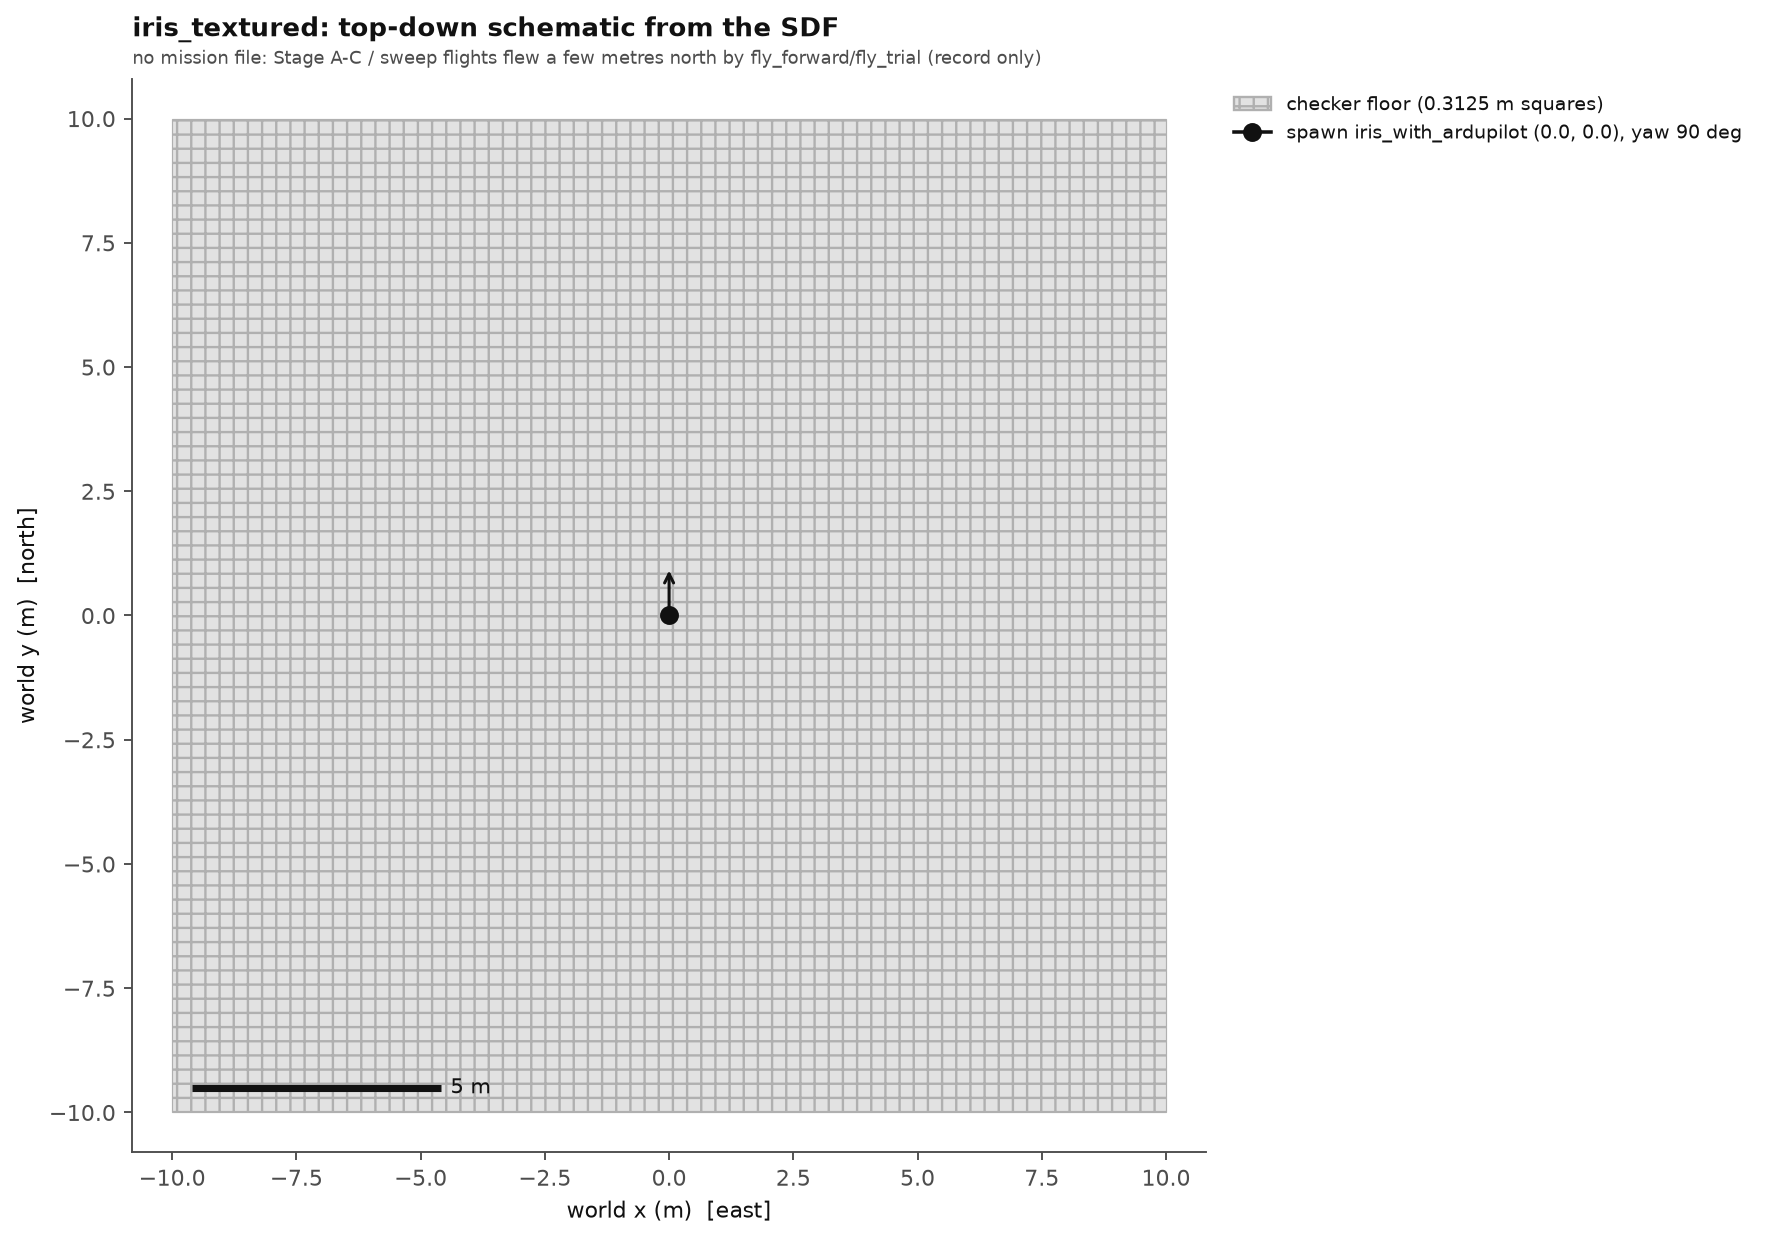 iris_textured: top-down schematic from the SDF
no mission file: Stage A-C / sweep flights flew a few metres north by fly_forward/fly_trial (record only)
checker floor (0.3125 m squares)
spawn iris_with_ardupilot (0.0, 0.0), yaw 90 deg
world y (m)  [north]
10.0
7.5
5.0
2.5
0.0
−2.5
−5.0
−7.5
−10.0
5 m
−10.0 −7.5 −5.0 −2.5 0.0 2.5 5.0 7.5 10.0
world x (m)  [east]